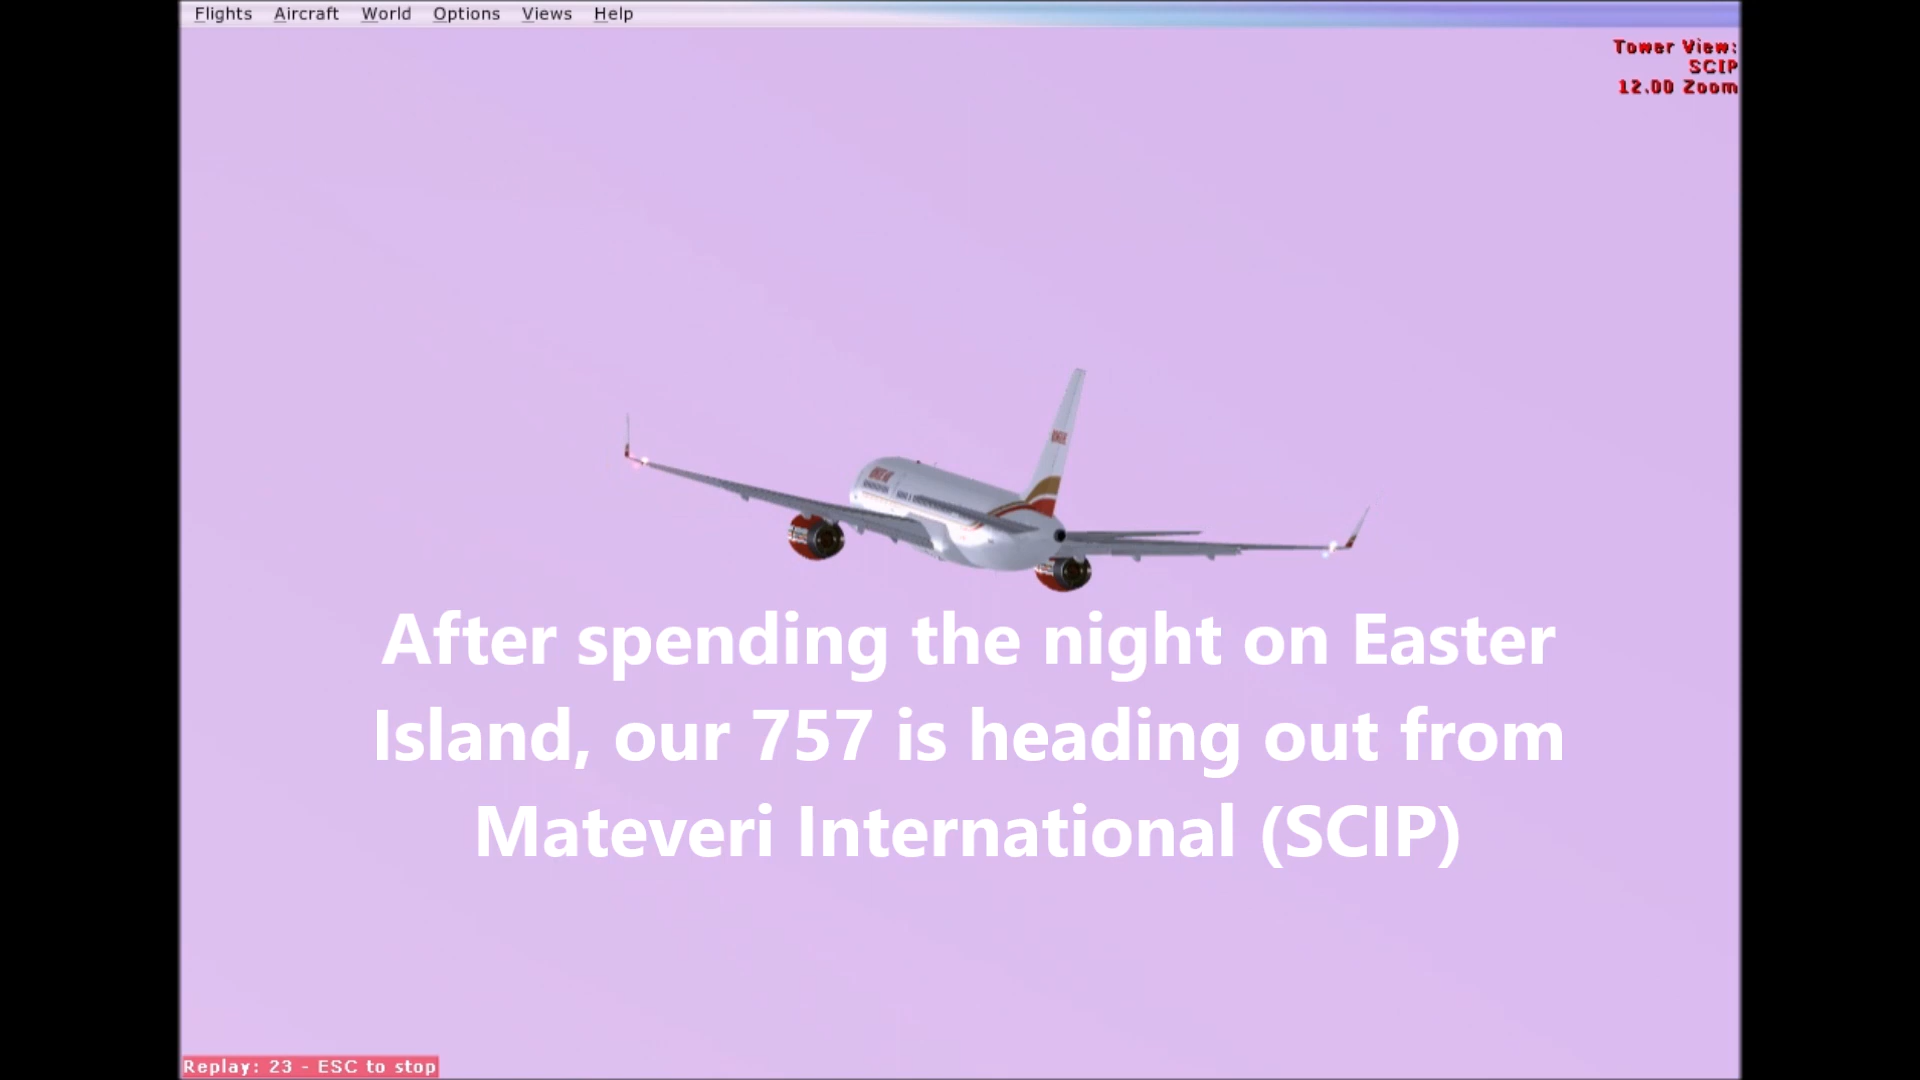 Flights Aircraft World Options Views Help
Tower View:
SCIP
12.00 Zoom
After spending the night on Easter
Island, our 757 is heading out from
Mateveri International (SCIP)
Replay: 23 - ESC to stop